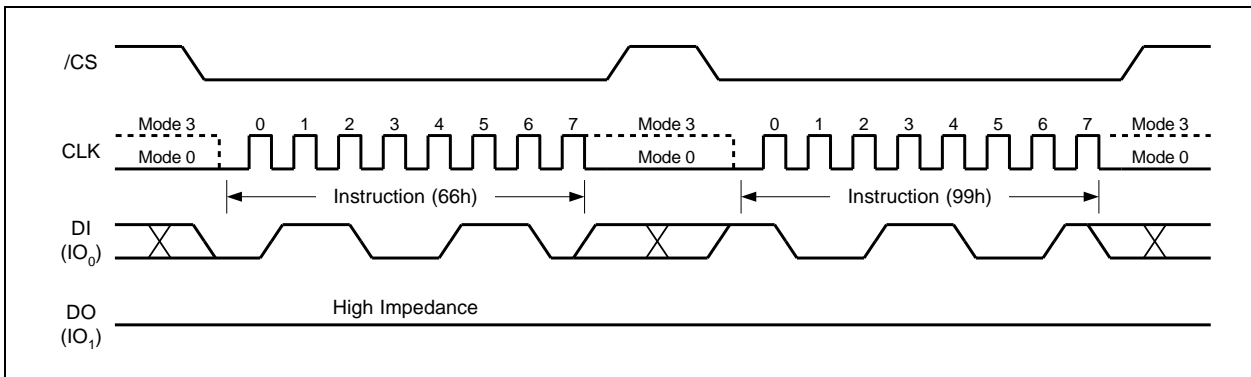 /CS
Mode 3 0 1 2 3 4 5 6 7 Mode 3 0 1 2 3 4 5 6 7 Mode 3
CLK Mode 0 Mode 0 Mode 0
Instruction (66h) Instruction (99h)
DI
(IO0)
DO High Impedance
(IO1)